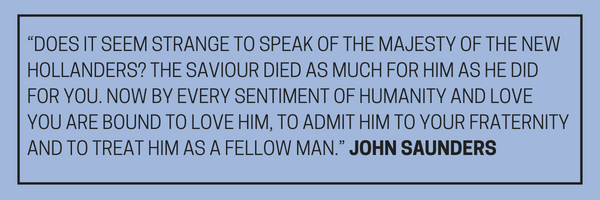 “DOES IT SEEM STRANGE TO SPEAK OF THE MAJESTY OF THE NEW
HOLLANDERS? THE SAVIOUR DIED AS MUCH FOR HIM AS HE DID
FOR YOU. NOW BY EVERY SENTIMENT OF HUMANITY AND LOVE
YOU ARE BOUND TO LOVE HIM, TO ADMIT HIM TO YOUR FRATERNITY
AND TO TREAT HIM AS A FELLOW MAN.” JOHN SAUNDERS